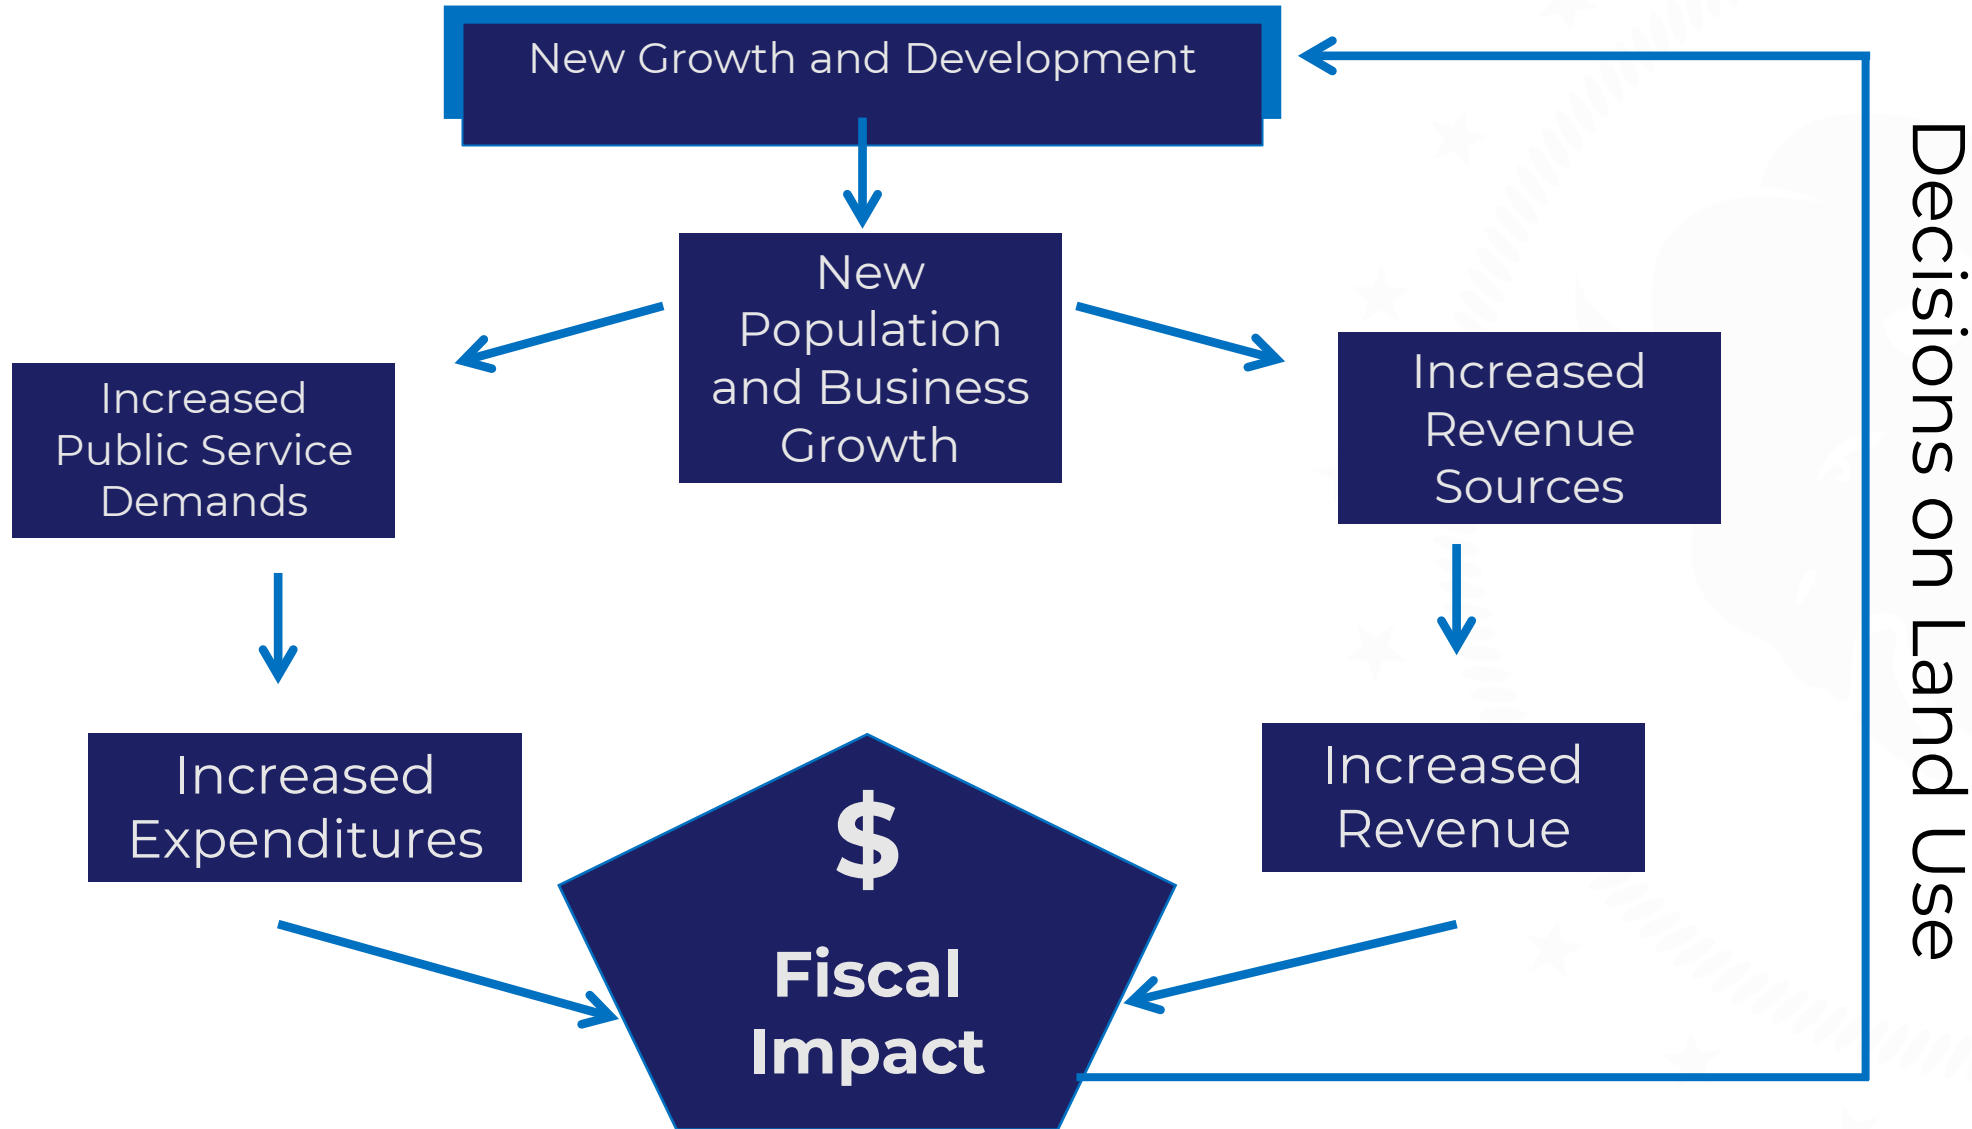 New Growth and Development
New
Population
and Business
Growth
Increased
Public Service
Demands
Increased
Revenue
Sources
Increased
Expenditures
$
Fiscal
Impact
Increased
Revenue
Decisions on Land Use